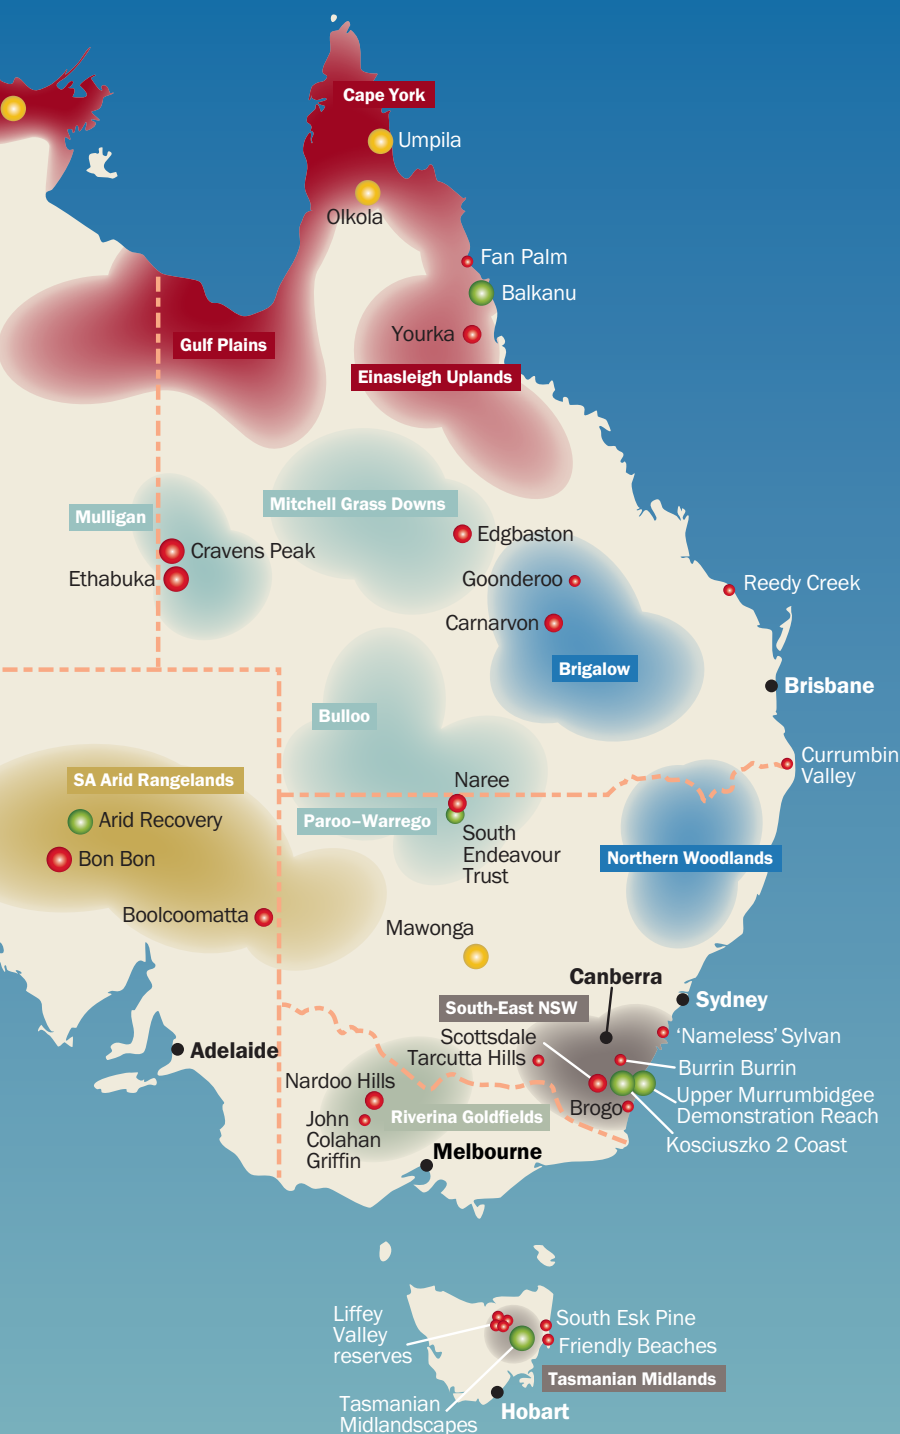 Cape York
Umpila
Olkola
Fan Palm
Balkanu
Yourka
Gulf Plains
Einasleigh Uplands
Mitchell Grass Downs
Mulligan
Edgbaston
Cravens Peak
Ethabuka
Goonderoo
Reedy Creek
Carnarvon
Brigalow
Brisbane
Bulloo
Currumbin
Valley
SA Arid Rangelands
Naree
Arid Recovery
Paroo–Warrego
South
Endeavour
Trust
Bon Bon
Northern Woodlands
Boolcoomatta
Mawonga
Canberra
South-East NSW
Sydney
Scottsdale
'Nameless' Sylvan
Adelaide
Tarcutta Hills
Burrin Burrin
Nardoo Hills
Upper Murrumbidgee
Demonstration Reach
Brogo
John
Colahan
Griffin
Riverina Goldfields
Kosciuszko 2 Coast
Melbourne
Liffey
Valley
reserves
South Esk Pine
Friendly Beaches
Tasmanian Midlands
Tasmanian
Midlandscapes
Hobart